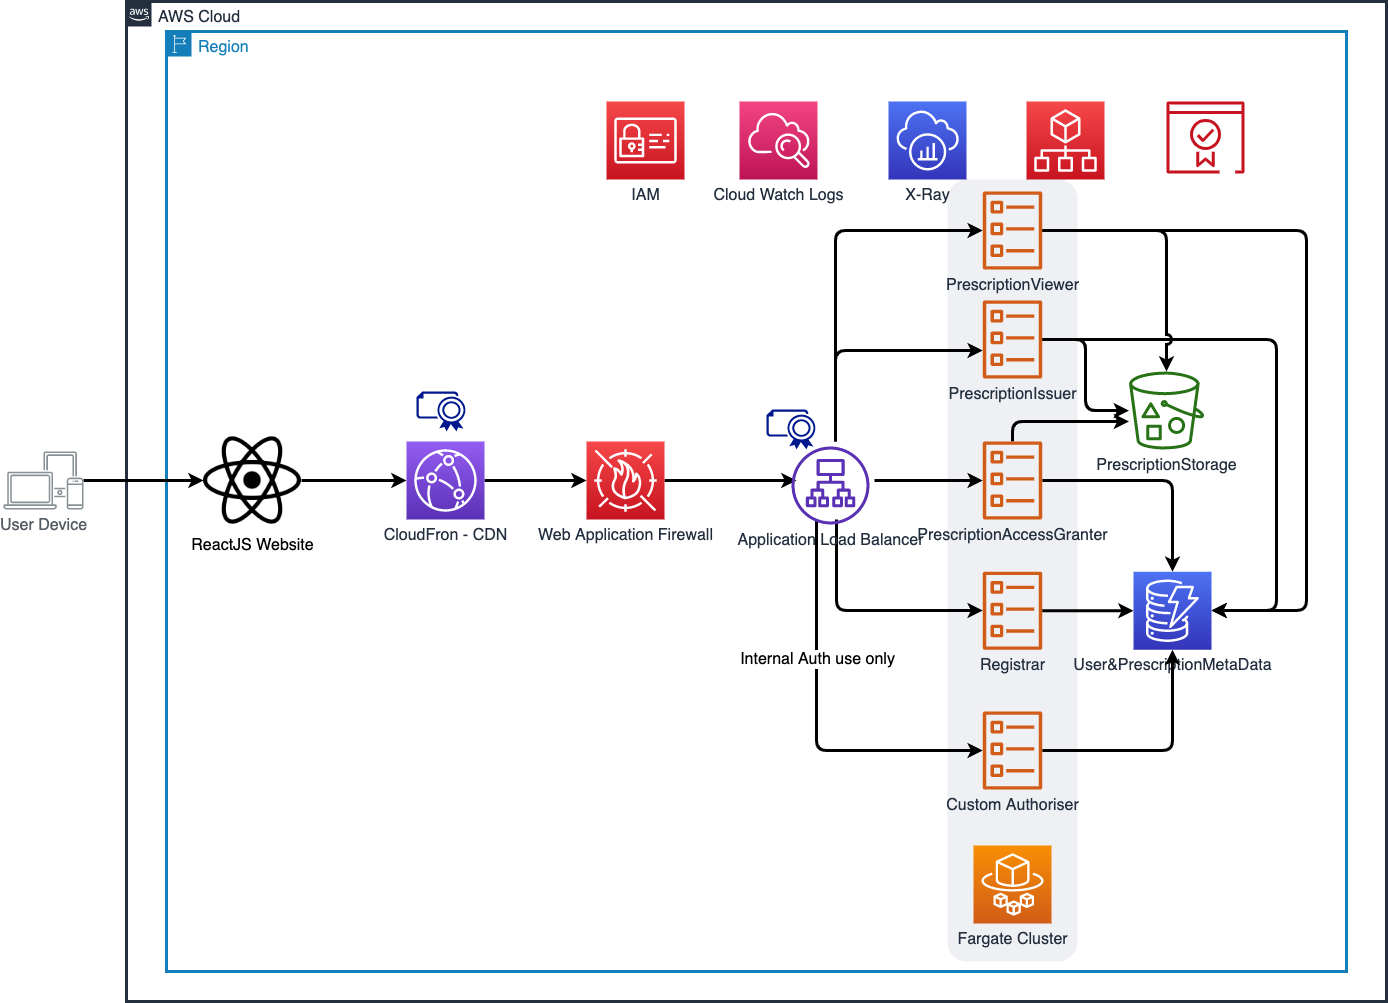 aws
AWS Cloud
Region
IAM
Cloud Watch Logs
X-Ray
PrescriptionViewer
PrescriptionIssuer
PrescriptionStorage
User Device
ReactJS Website
CloudFron - CDN
Web Application Firewall
Application Load Balancer
PrescriptionAccessGranter
Internal Auth use only
Registrar
User&PrescriptionMetaData
Custom Authoriser
Fargate Cluster